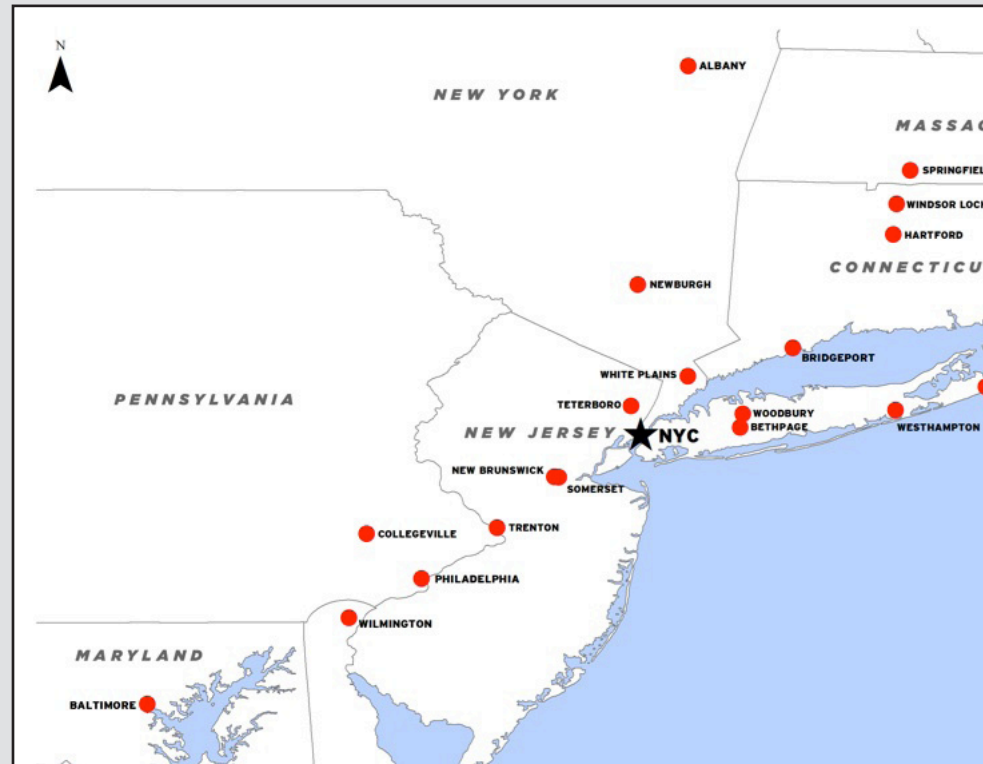 N
ALBANY
NEW YORK
MASSAC
SPRINGFIEL
WINDSOR LOCK
HARTFORD
CONNECTICU
NEWBURGH
BRIDGEPORT
WHITE PLAINS
PENNSYLVANIA
TETERBORO
WOODBURY
WESTHAMPTON
BETHPAGE
NEW JERSEY
NYC
NEW BRUNSWICK
SOMERSET
TRENTON
COLLEGEVILLE
PHILADELPHIA
WILMINGTON
MARYLAND
BALTIMORE